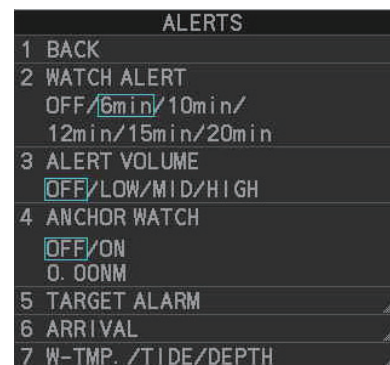 ALERTS
1 BACK
2 WATCH ALERT
OFF/6min/10min/
12min/15min/20min
3 ALERT VOLUME
OFF/LOW/MID/HIGH
4 ANCHOR WATCH
OFF/ON
0.00NM
5 TARGET ALARM
6 ARRIVAL
7 W-TMP./TIDE/DEPTH